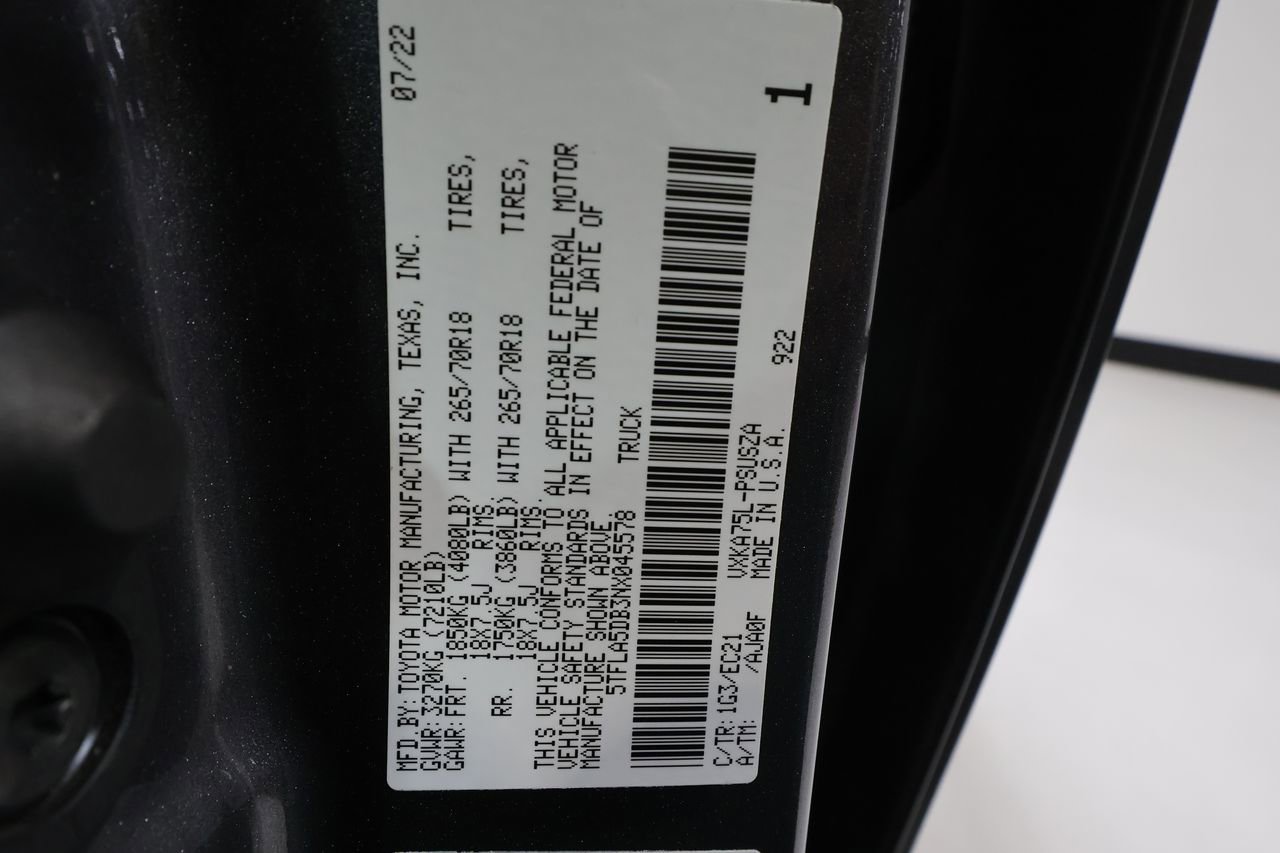 MFD.BY:TOYOTA MOTOR MANUFACTURING, TEXAS, INC. 07/22
GVWR:3270KG (7210LB)
GAWR:FRT. 1850KG (4080LB) WITH 265/70R18 TIRES,
18X7.5J RIMS.
RR. 1750KG (3860LB) WITH 265/70R18 TIRES,
18X7.5J RIMS.
THIS VEHICLE CONFORMS TO ALL APPLICABLE FEDERAL MOTOR
VEHICLE SAFETY STANDARDS IN EFFECT ON THE DATE OF
MANUFACTURE SHOWN ABOVE.
5TFLA5DB3NX045578 TRUCK
C/TR:1G3/EC21 VXKA75L-PSUSZA
A/TM: /AJA0F MADE IN U.S.A.
922
1